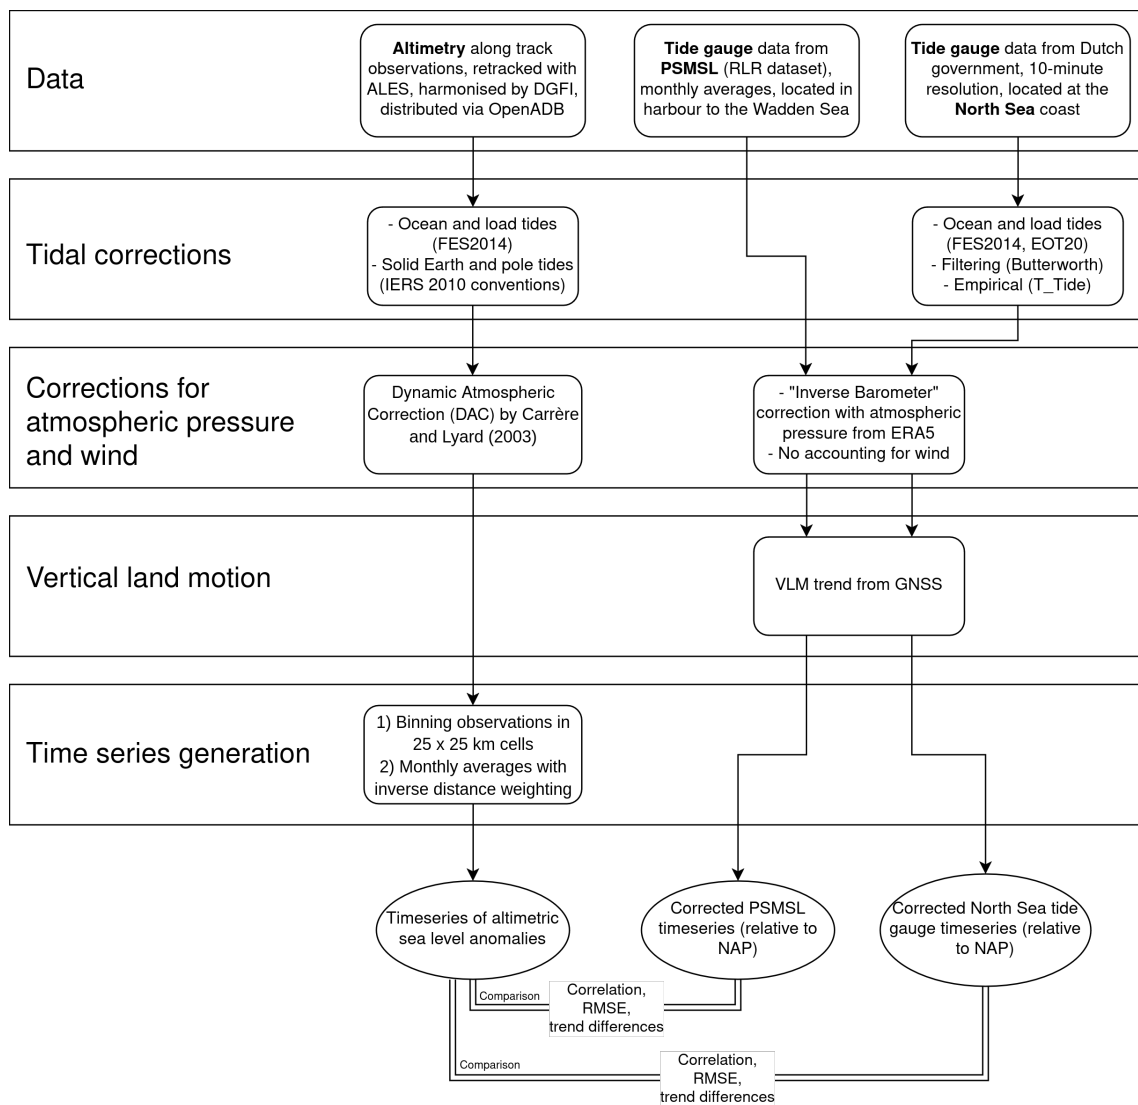 Data
Altimetry along track
observations, retracked with
ALES, harmonised by DGFI,
distributed via OpenADB
Tide gauge data from
PSMSL (RLR dataset),
monthly averages, located in
harbour to the Wadden Sea
Tide gauge data from Dutch
government, 10-minute
resolution, located at the
North Sea coast
Tidal corrections
- Ocean and load tides
(FES2014)
- Solid Earth and pole tides
(IERS 2010 conventions)
- Ocean and load tides
(FES2014, EOT20)
- Filtering (Butterworth)
- Empirical (T_Tide)
Corrections for
atmospheric pressure
and wind
Dynamic Atmospheric
Correction (DAC) by Carrère
and Lyard (2003)
- "Inverse Barometer"
correction with atmospheric
pressure from ERA5
- No accounting for wind
Vertical land motion
VLM trend from GNSS
Time series generation
1) Binning observations in
25 x 25 km cells
2) Monthly averages with
inverse distance weighting
Timeseries of altimetric
sea level anomalies
Corrected PSMSL
timeseries (relative to
NAP)
Corrected North Sea tide
gauge timeseries (relative
to NAP)
Comparison
Correlation,
RMSE,
trend differences
Comparison
Correlation,
RMSE,
trend differences